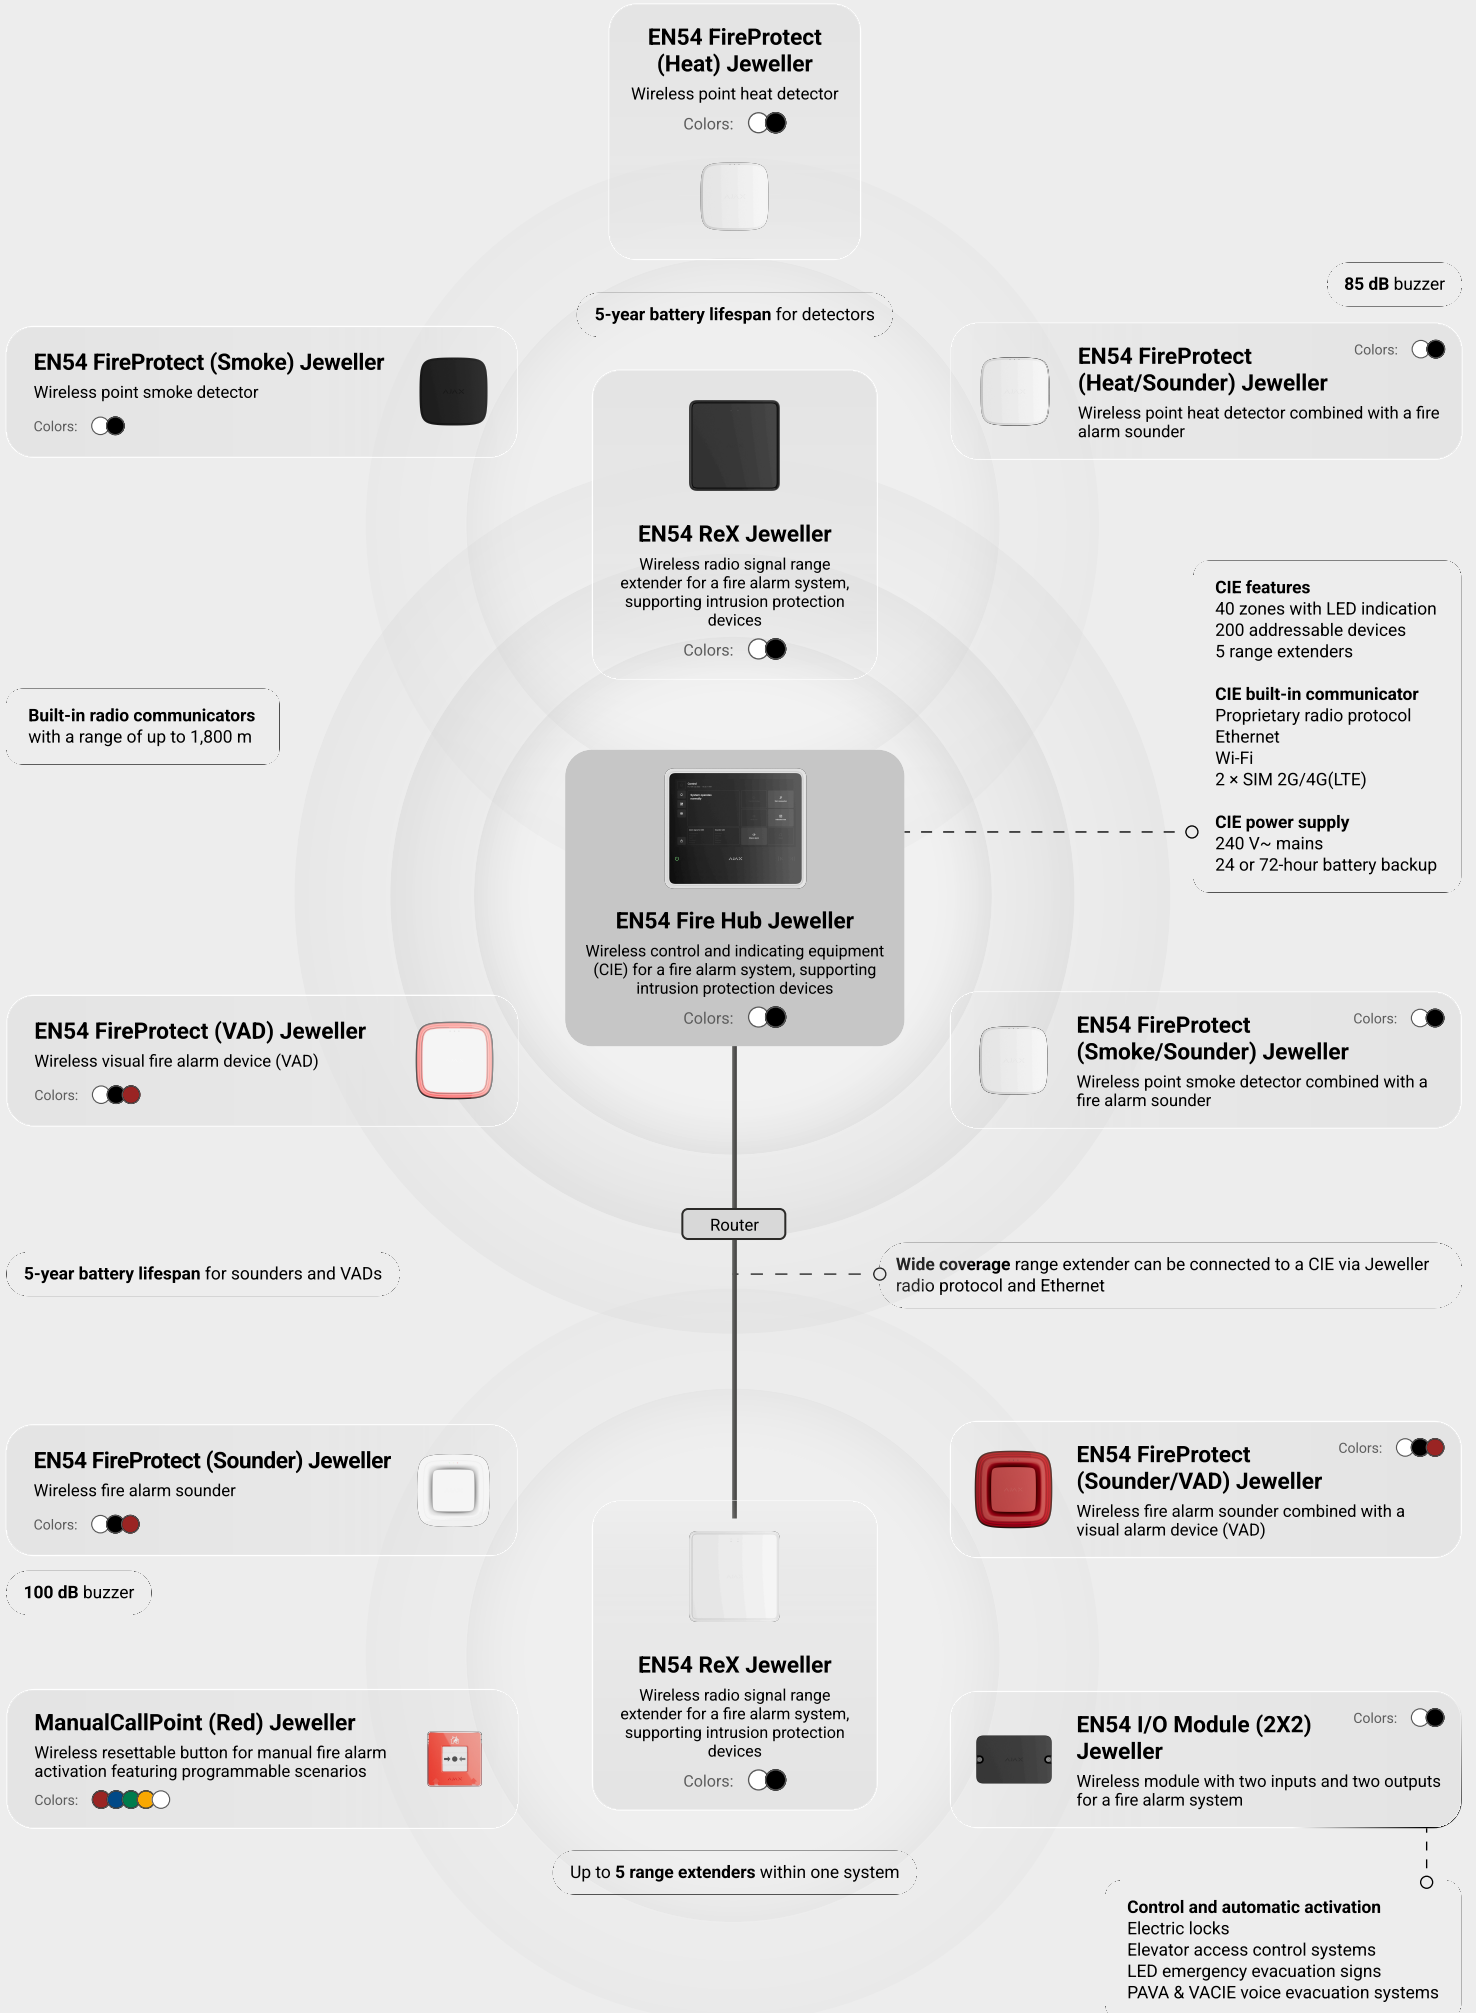 EN54 FireProtect
(Heat) Jeweller
Wireless point heat detector
Colors:
85 dB buzzer
5-year battery lifespan for detectors
EN54 FireProtect (Smoke) Jeweller
Wireless point smoke detector
Colors:
EN54 FireProtect
(Heat/Sounder) Jeweller
Colors:
Wireless point heat detector combined with a fire
alarm sounder
EN54 ReX Jeweller
Wireless radio signal range
extender for a fire alarm system,
supporting intrusion protection
devices
Colors:
CIE features
40 zones with LED indication
200 addressable devices
5 range extenders
CIE built-in communicator
Proprietary radio protocol
Ethernet
Wi-Fi
2 × SIM 2G/4G(LTE)
CIE power supply
240 V~ mains
24 or 72-hour battery backup
Built-in radio communicators
with a range of up to 1,800 m
AJAX
EN54 Fire Hub Jeweller
Wireless control and indicating equipment
(CIE) for a fire alarm system, supporting
intrusion protection devices
Colors:
EN54 FireProtect (VAD) Jeweller
Wireless visual fire alarm device (VAD)
Colors:
EN54 FireProtect
(Smoke/Sounder) Jeweller
Colors:
Wireless point smoke detector combined with a
fire alarm sounder
Router
5-year battery lifespan for sounders and VADs
Wide coverage range extender can be connected to a CIE via Jeweller
radio protocol and Ethernet
EN54 FireProtect (Sounder) Jeweller
Wireless fire alarm sounder
Colors:
100 dB buzzer
EN54 FireProtect
(Sounder/VAD) Jeweller
Colors:
Wireless fire alarm sounder combined with a
visual alarm device (VAD)
EN54 ReX Jeweller
Wireless radio signal range
extender for a fire alarm system,
supporting intrusion protection
devices
Colors:
ManualCallPoint (Red) Jeweller
Wireless resettable button for manual fire alarm
activation featuring programmable scenarios
Colors:
EN54 I/O Module (2X2)
Jeweller
Colors:
Wireless module with two inputs and two outputs
for a fire alarm system
Up to 5 range extenders within one system
Control and automatic activation
Electric locks
Elevator access control systems
LED emergency evacuation signs
PAVA & VACIE voice evacuation systems